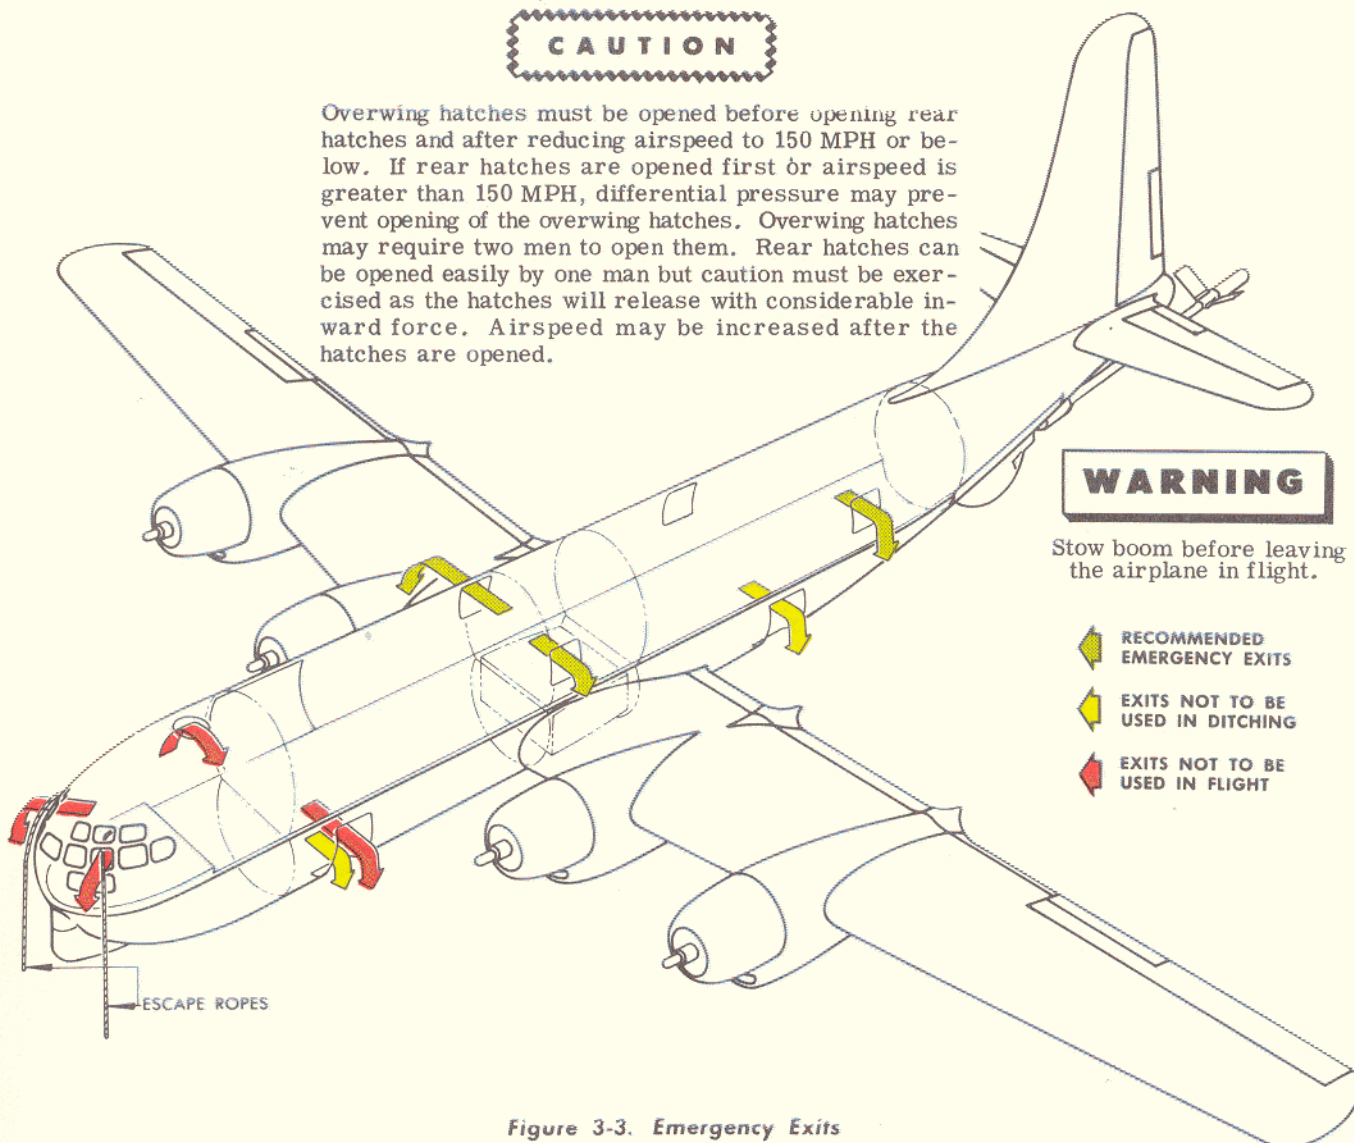 CAUTION
Overwing hatches must be opened before opening rear
hatches and after reducing airspeed to 150 MPH or be-
low. If rear hatches are opened first or airspeed is
greater than 150 MPH, differential pressure may pre-
vent opening of the overwing hatches. Overwing hatches
may require two men to open them. Rear hatches can
be opened easily by one man but caution must be exer-
cised as the hatches will release with considerable in-
ward force. Airspeed may be increased after the
hatches are opened.
WARNING
Stow boom before leaving
the airplane in flight.
RECOMMENDED
EMERGENCY EXITS
EXITS NOT TO BE
USED IN DITCHING
EXITS NOT TO BE
USED IN FLIGHT
ESCAPE ROPES
Figure 3-3. Emergency Exits